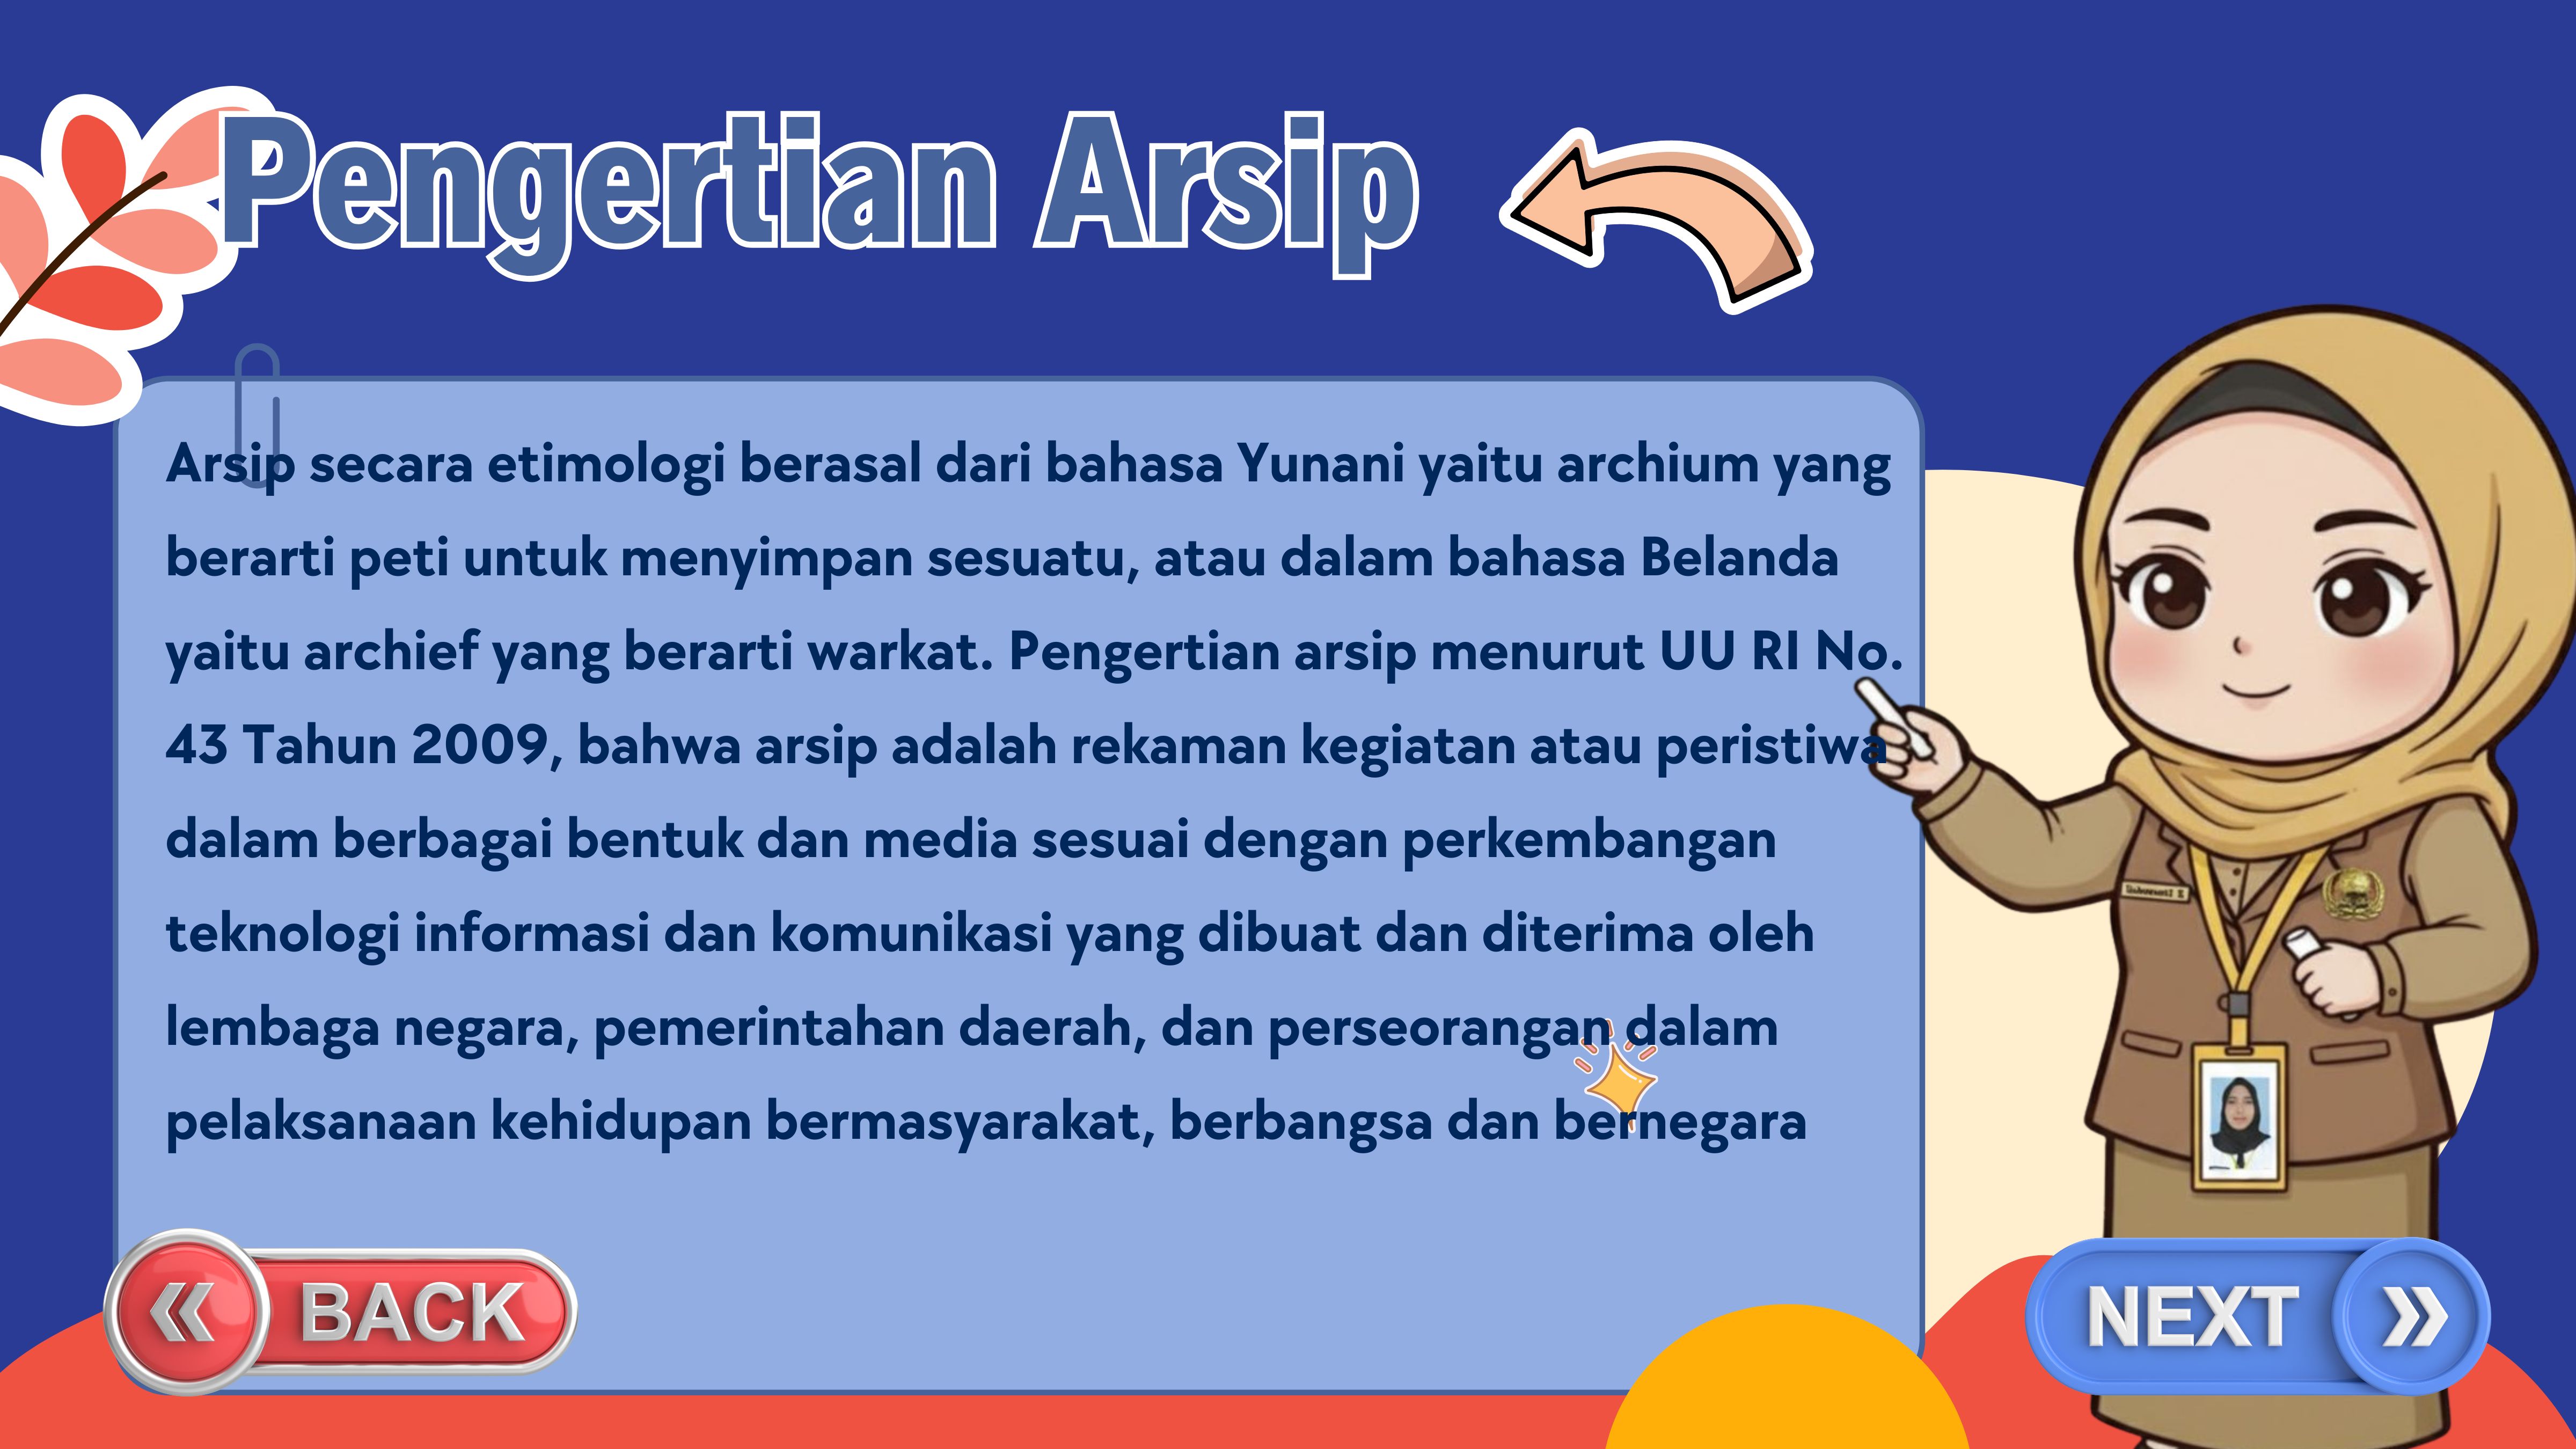 Pengertian Arsip
Arsip secara etimologi berasal dari bahasa Yunani yaitu archium yang
berarti peti untuk menyimpan sesuatu, atau dalam bahasa Belanda
yaitu archief yang berarti warkat. Pengertian arsip menurut UU RI No.
43 Tahun 2009, bahwa arsip adalah rekaman kegiatan atau peristiwa
dalam berbagai bentuk dan media sesuai dengan perkembangan
teknologi informasi dan komunikasi yang dibuat dan diterima oleh
lembaga negara, pemerintahan daerah, dan perseorangan dalam
pelaksanaan kehidupan bermasyarakat, berbangsa dan bernegara
BACK
NEXT